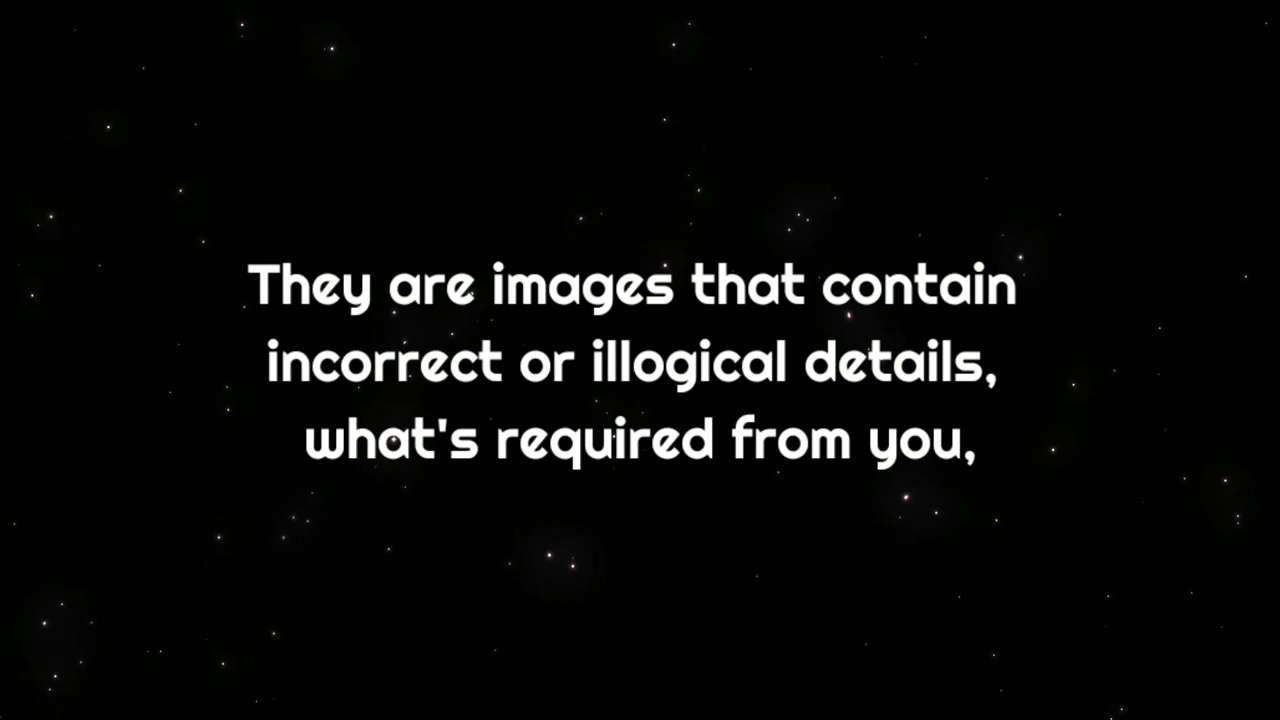 They are images that contain
incorrect or illogical details,
what's required from you,